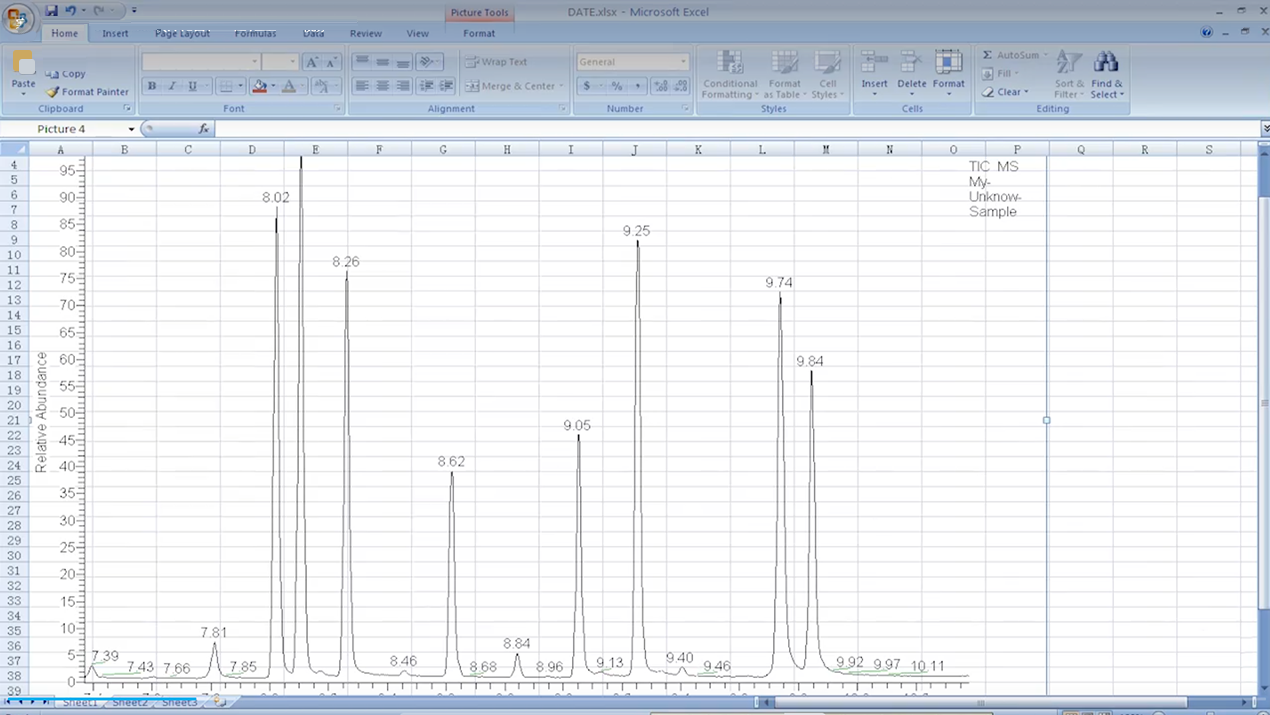 Picture Tools
DATE.xlsx - Microsoft Excel
Home Insert Page Layout Formulas Data Review View Format
Paste
Copy
Format Painter
Clipboard
B I U
A A
Font
Wrap Text
Merge & Center
Alignment
General
$ % ,
Number
Conditional Formatting
Format as Table
Cell Styles
Styles
Insert Delete Format
Cells
AutoSum
Fill
Clear
Sort & Filter
Find & Select
Editing
Picture 4
fx
A B C D E F G H I J K L M N O P Q R S
4
5
6
7
8
9
10
11
12
13
14
15
16
17
18
19
20
21
22
23
24
25
26
27
28
29
30
31
32
33
34
35
36
37
38
39
TIC MS
My-
Unknow-
Sample
Relative Abundance
95
90
85
80
75
70
65
60
55
50
45
40
35
30
25
20
15
10
5
0
8.02
8.26
9.25
9.74
9.84
9.05
8.62
7.81
8.84
7.39
7.43
7.66
7.85
8.46
8.68
8.96
9.13
9.40
9.46
9.92
9.97
10.11
Sheet1 Sheet2 Sheet3